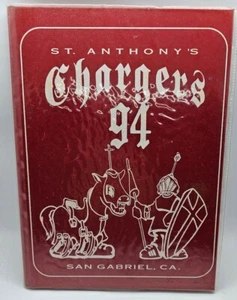 ST. ANTHONY'S
Chargers
94
SAN GABRIEL, CA.